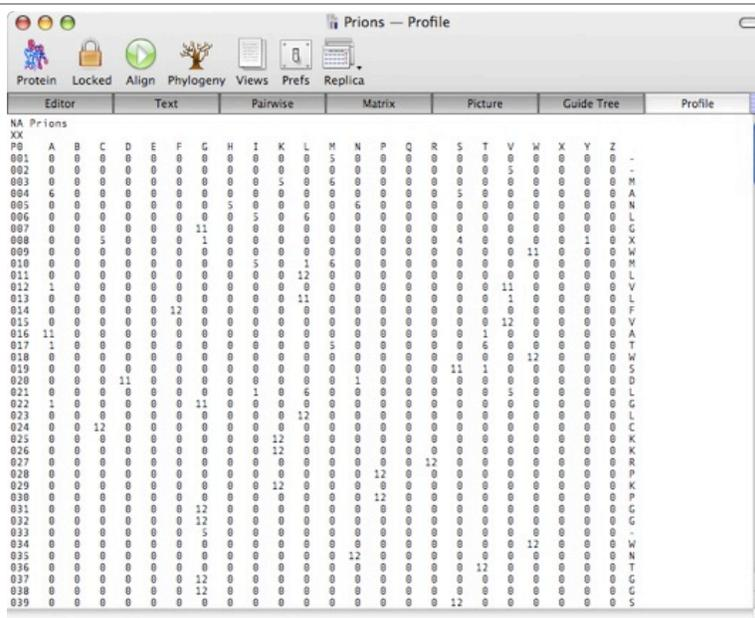 Prions — Profile
Protein Locked Align Phylogeny Views Prefs Replica
Editor Text Pairwise Matrix Picture Guide Tree Profile
NA Prions
XX
P0 A B C D E F G H I K L M N P Q R S T V W X Y Z
001 0 0 0 0 0 0 0 0 0 0 0 5 0 0 0 0 0 0 0 0 0 0 0 -
002 0 0 0 0 0 0 0 0 0 0 0 0 0 0 0 0 0 0 5 0 0 0 0 -
003 0 0 0 0 0 0 0 0 0 5 0 6 0 0 0 0 0 0 0 0 0 0 0 M
004 6 0 0 0 0 0 0 0 0 0 0 0 0 0 0 0 5 0 0 0 0 0 0 A
005 0 0 0 0 0 0 0 5 0 0 0 0 6 0 0 0 0 0 0 0 0 0 0 N
006 0 0 0 0 0 0 0 0 5 0 6 0 0 0 0 0 0 0 0 0 0 0 0 L
007 0 0 0 0 0 0 11 0 0 0 0 0 0 0 0 0 0 0 0 0 0 0 0 G
008 0 0 5 0 0 0 1 0 0 0 0 0 0 0 0 0 4 0 0 0 0 1 0 X
009 0 0 0 0 0 0 0 0 0 0 0 0 0 0 0 0 0 0 0 11 0 0 0 W
010 0 0 0 0 0 0 0 0 5 0 1 6 0 0 0 0 0 0 0 0 0 0 0 M
011 0 0 0 0 0 0 0 0 0 0 12 0 0 0 0 0 0 0 0 0 0 0 0 L
012 1 0 0 0 0 0 0 0 0 0 0 0 0 0 0 0 0 0 11 0 0 0 0 V
013 0 0 0 0 0 0 0 0 0 0 11 0 0 0 0 0 0 0 1 0 0 0 0 L
014 0 0 0 0 0 12 0 0 0 0 0 0 0 0 0 0 0 0 0 0 0 0 0 F
015 0 0 0 0 0 0 0 0 0 0 0 0 0 0 0 0 0 0 12 0 0 0 0 V
016 11 0 0 0 0 0 0 0 0 0 0 0 0 0 0 0 0 1 0 0 0 0 0 A
017 1 0 0 0 0 0 0 0 0 0 0 5 0 0 0 0 0 6 0 0 0 0 0 T
018 0 0 0 0 0 0 0 0 0 0 0 0 0 0 0 0 0 0 0 12 0 0 0 W
019 0 0 0 0 0 0 0 0 0 0 0 0 0 0 0 0 11 1 0 0 0 0 0 S
020 0 0 0 11 0 0 0 0 0 0 0 0 1 0 0 0 0 0 0 0 0 0 0 D
021 0 0 0 0 0 0 0 0 1 0 6 0 0 0 0 0 0 0 5 0 0 0 0 L
022 1 0 0 0 0 0 11 0 0 0 0 0 0 0 0 0 0 0 0 0 0 0 0 G
023 0 0 0 0 0 0 0 0 0 0 12 0 0 0 0 0 0 0 0 0 0 0 0 L
024 0 0 12 0 0 0 0 0 0 0 0 0 0 0 0 0 0 0 0 0 0 0 0 C
025 0 0 0 0 0 0 0 0 0 12 0 0 0 0 0 0 0 0 0 0 0 0 0 K
026 0 0 0 0 0 0 0 0 0 12 0 0 0 0 0 0 0 0 0 0 0 0 0 K
027 0 0 0 0 0 0 0 0 0 0 0 0 0 0 0 12 0 0 0 0 0 0 0 R
028 0 0 0 0 0 0 0 0 0 0 0 0 0 12 0 0 0 0 0 0 0 0 0 P
029 0 0 0 0 0 0 0 0 0 12 0 0 0 0 0 0 0 0 0 0 0 0 0 K
030 0 0 0 0 0 0 0 0 0 0 0 0 0 12 0 0 0 0 0 0 0 0 0 P
031 0 0 0 0 0 0 12 0 0 0 0 0 0 0 0 0 0 0 0 0 0 0 0 G
032 0 0 0 0 0 0 12 0 0 0 0 0 0 0 0 0 0 0 0 0 0 0 0 G
033 0 0 0 0 0 0 5 0 0 0 0 0 0 0 0 0 0 0 0 0 0 0 0 -
034 0 0 0 0 0 0 0 0 0 0 0 0 0 0 0 0 0 0 0 12 0 0 0 W
035 0 0 0 0 0 0 0 0 0 0 0 0 12 0 0 0 0 0 0 0 0 0 0 N
036 0 0 0 0 0 0 0 0 0 0 0 0 0 0 0 0 0 12 0 0 0 0 0 T
037 0 0 0 0 0 0 12 0 0 0 0 0 0 0 0 0 0 0 0 0 0 0 0 G
038 0 0 0 0 0 0 12 0 0 0 0 0 0 0 0 0 0 0 0 0 0 0 0 G
039 0 0 0 0 0 0 0 0 0 0 0 0 0 0 0 0 12 0 0 0 0 0 0 S